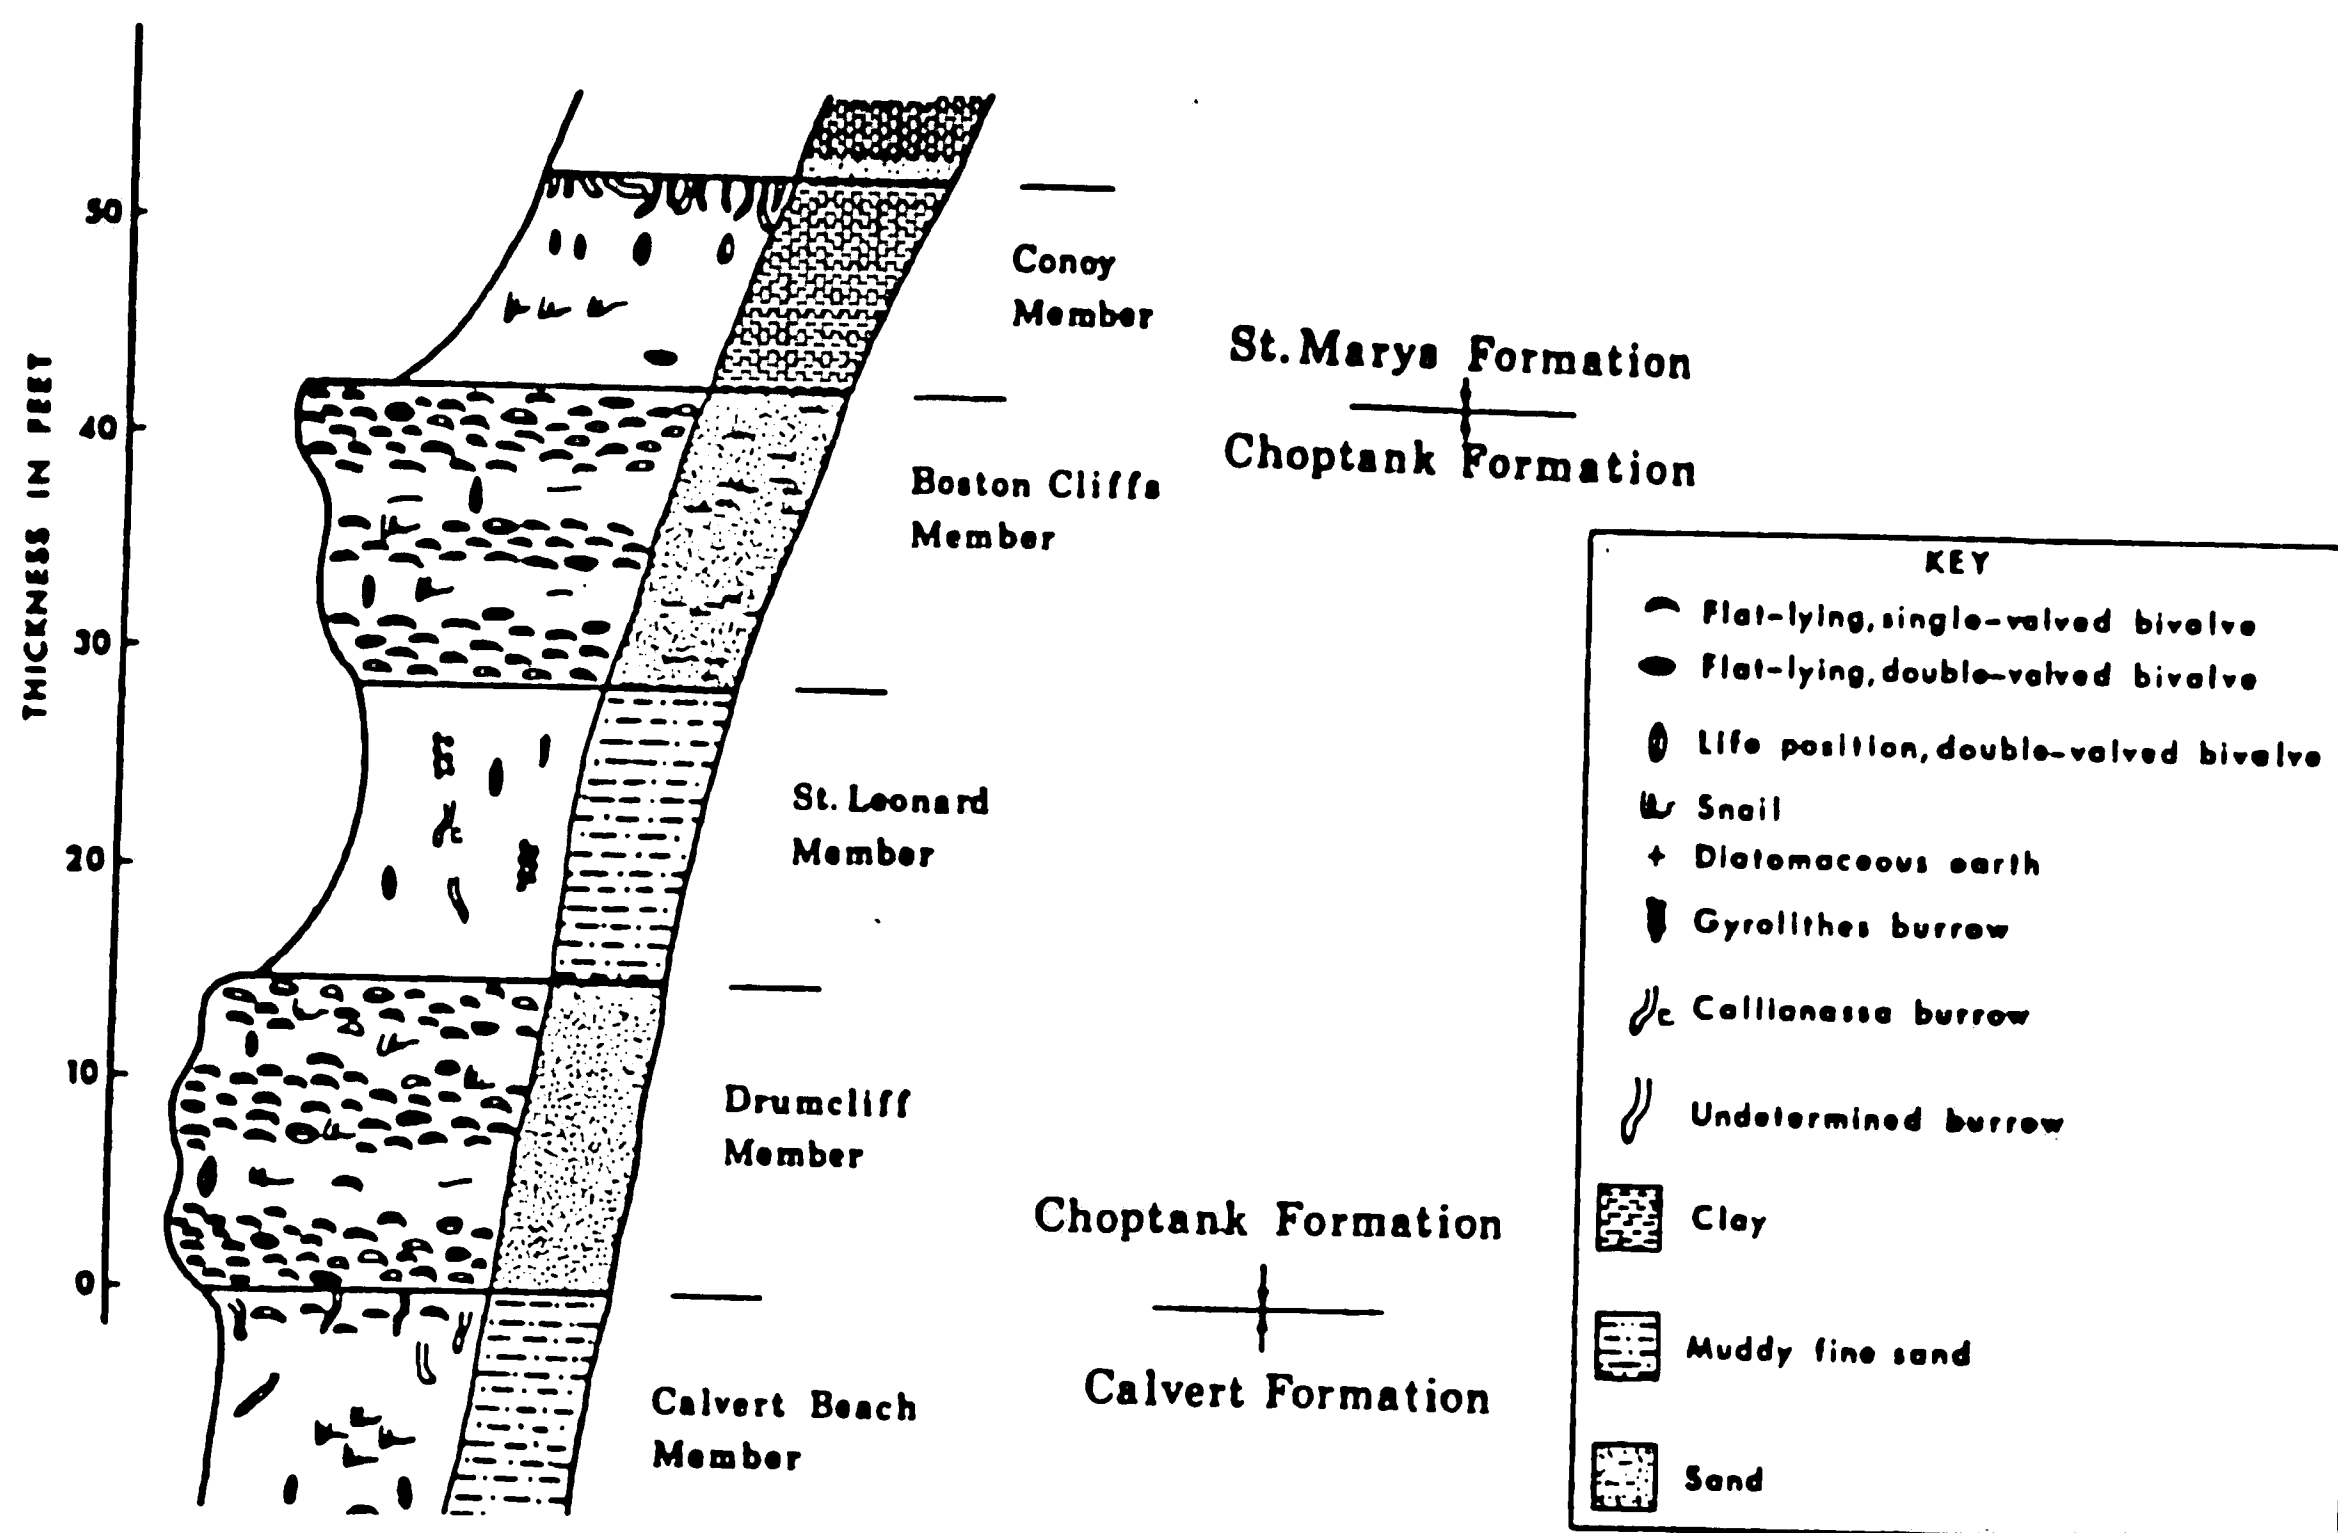 THICKNESS IN FEET
50
40
30
20
10
0
Conoy
Member
Boston Cliffs
Member
St. Leonard
Member
Drumcliff
Member
Calvert Beach
Member
St. Marys Formation
Choptank Formation
Choptank Formation
Calvert Formation
KEY
Flat-lying, single-valved bivalve
Flat-lying, double-valved bivalve
Life position, double-valved bivalve
Snail
Diatomaceous earth
Gyrolithes burrow
c Callianassa burrow
Undetermined burrow
Clay
Muddy fine sand
Sand
c